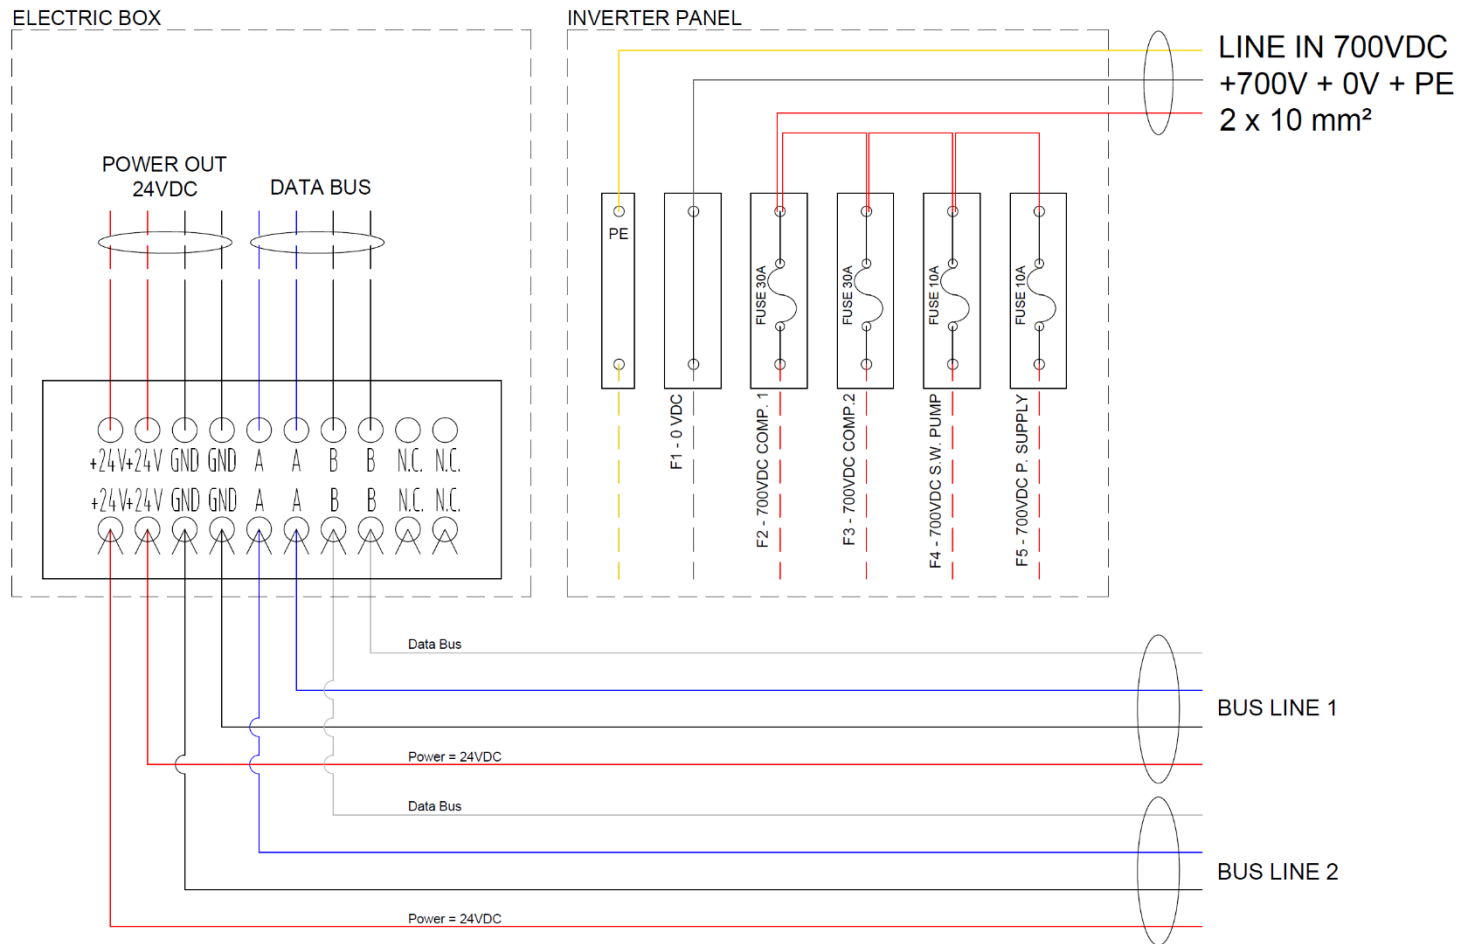 ELECTRIC BOX
INVERTER PANEL
LINE IN 700VDC
+700V + 0V + PE
2 x 10 mm²
POWER OUT
24VDC
DATA BUS
PE
FUSE 30A
FUSE 30A
FUSE 10A
FUSE 10A
F1 - 0 VDC
F2 - 700VDC COMP. 1
F3 - 700VDC COMP.2
F4 - 700VDC S.W. PUMP
F5 - 700VDC P. SUPPLY
+24V +24V GND GND A A B B N.C. N.C.
+24V +24V GND GND A A B B N.C. N.C.
Data Bus
BUS LINE 1
Power = 24VDC
Data Bus
BUS LINE 2
Power = 24VDC